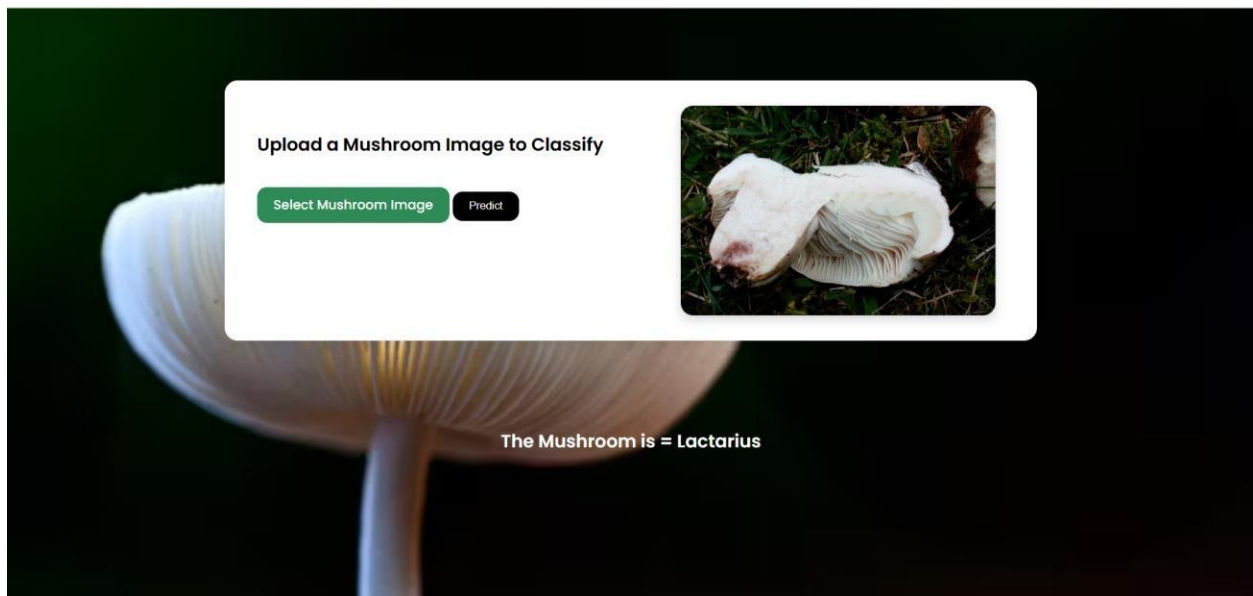 Upload a Mushroom Image to Classify
Select Mushroom Image Predict
The Mushroom is = Lactarius